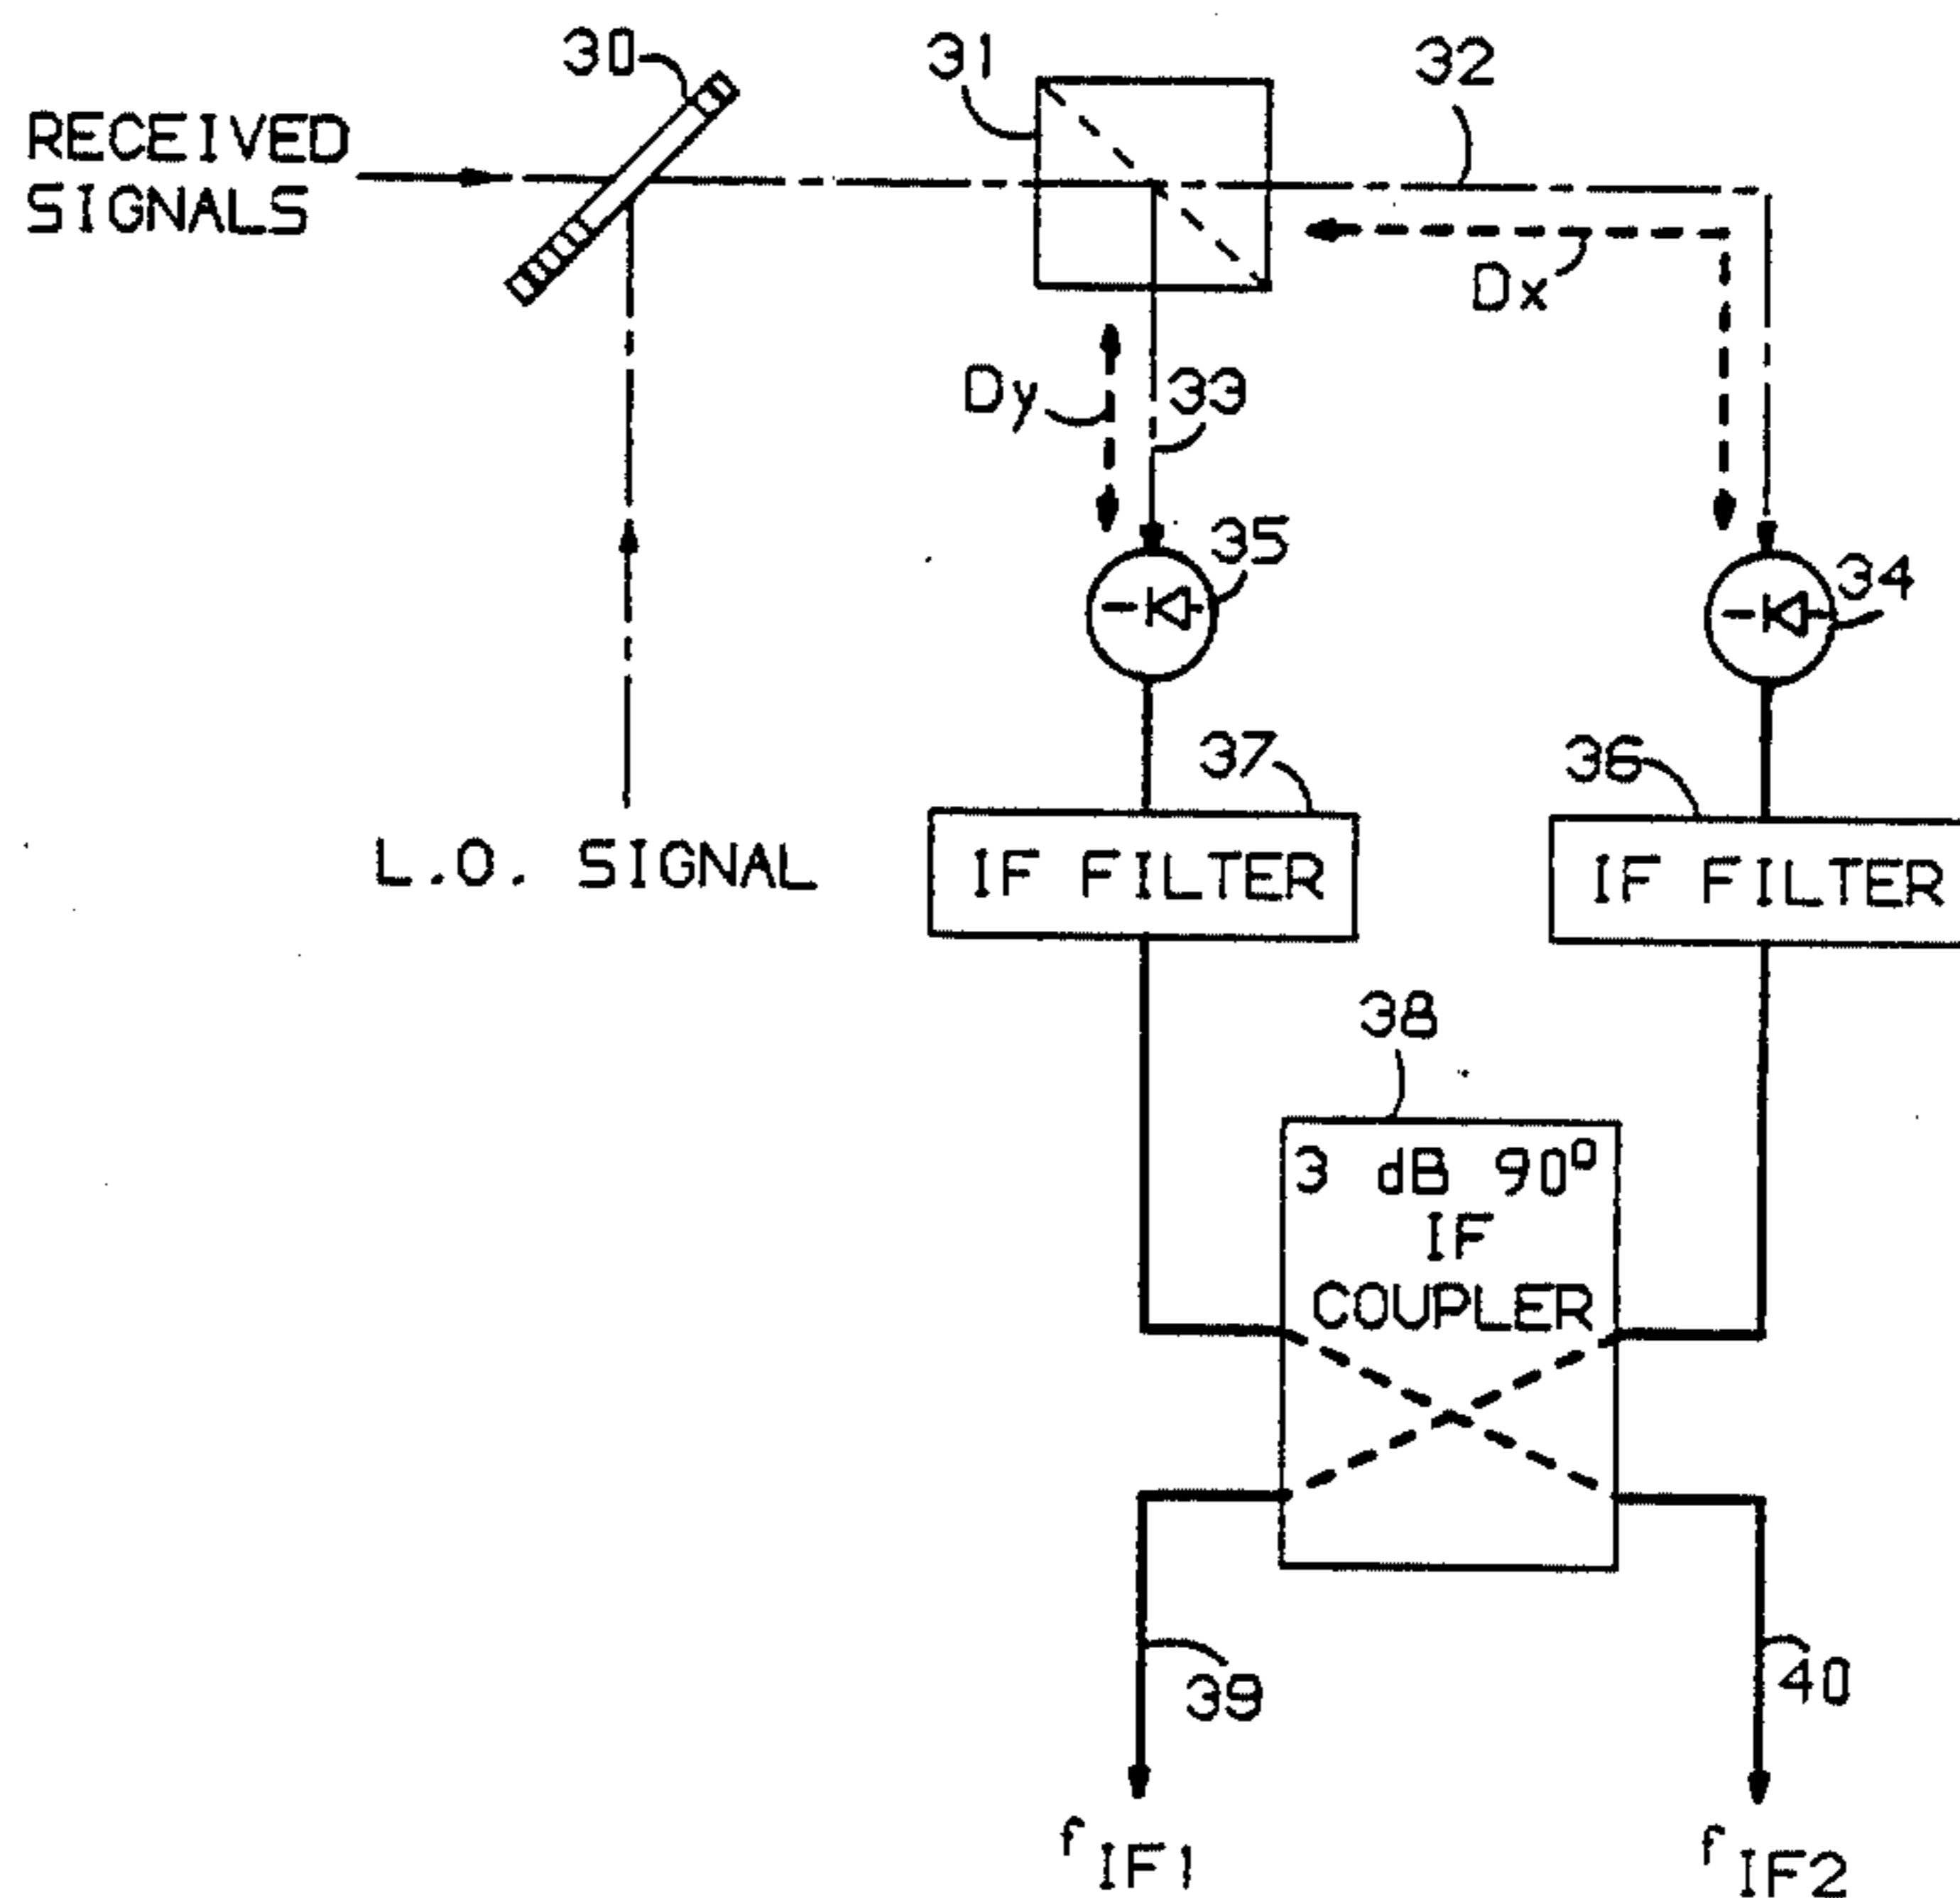 30
31
32
RECEIVED
SIGNALS
Dx
Dy
33
35
34
37
36
L.O. SIGNAL
IF FILTER
IF FILTER
38
3 dB 90°
IF
COUPLER
39
40
fIF1
fIF2